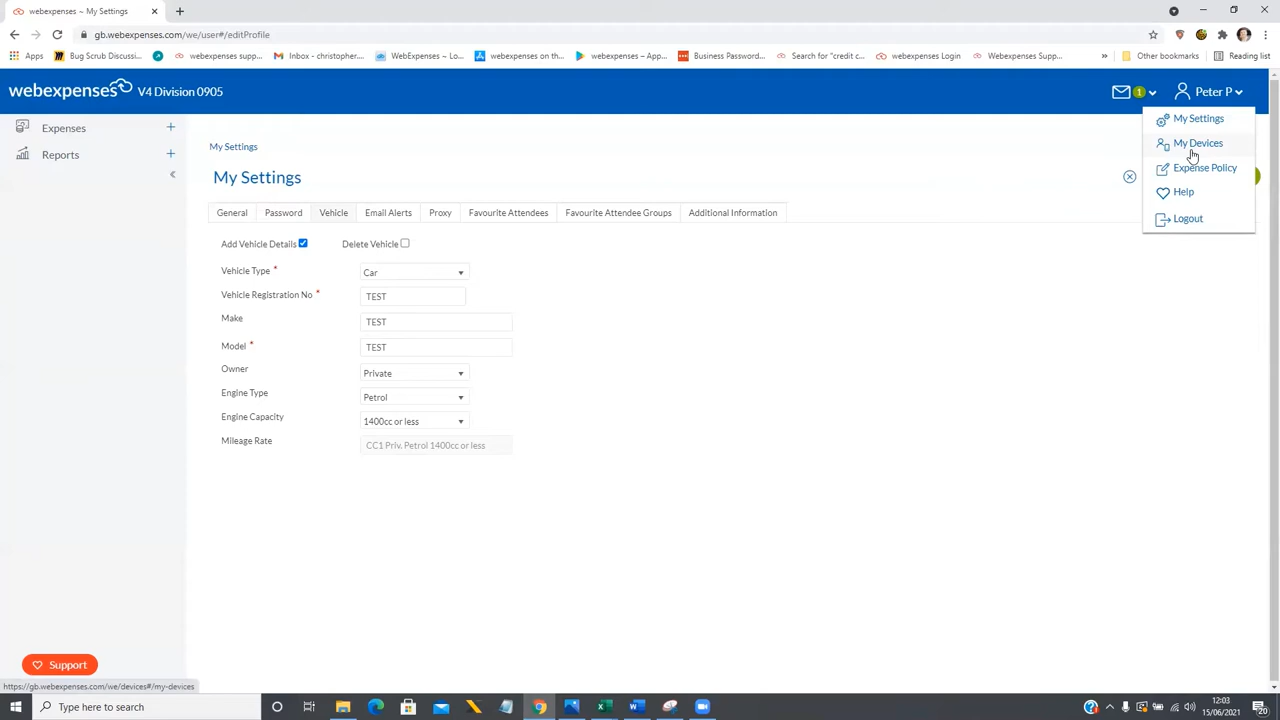 webexpenses™ - My Settings
gb.webexpenses.com/we/user#/editProfile
Apps
Bug Scrub Discussi...
webexpenses supp...
Inbox - christopher...
WebExpenses – Lo...
webexpenses on th...
webexpenses – App...
Business Password...
Search for "credit c...
webexpenses Login
Webexpenses Supp...
»
Other bookmarks
Reading list
webexpenses
V4 Division 0905
1
Peter P
Expenses
Reports
My Settings
My Devices
Expense Policy
Help
Logout
My Settings
My Settings
General
Password
Vehicle
Email Alerts
Proxy
Favourite Attendees
Favourite Attendee Groups
Additional Information
Add Vehicle Details
Delete Vehicle
Vehicle Type *
Car
Vehicle Registration No *
TEST
Make
TEST
Model *
TEST
Owner
Private
Engine Type
Petrol
Engine Capacity
1400cc or less
Mileage Rate
CC1 Priv. Petrol 1400cc or less
Support
https://gb.webexpenses.com/we/devices#/my-devices
Type here to search
12:03
15/06/2021
20